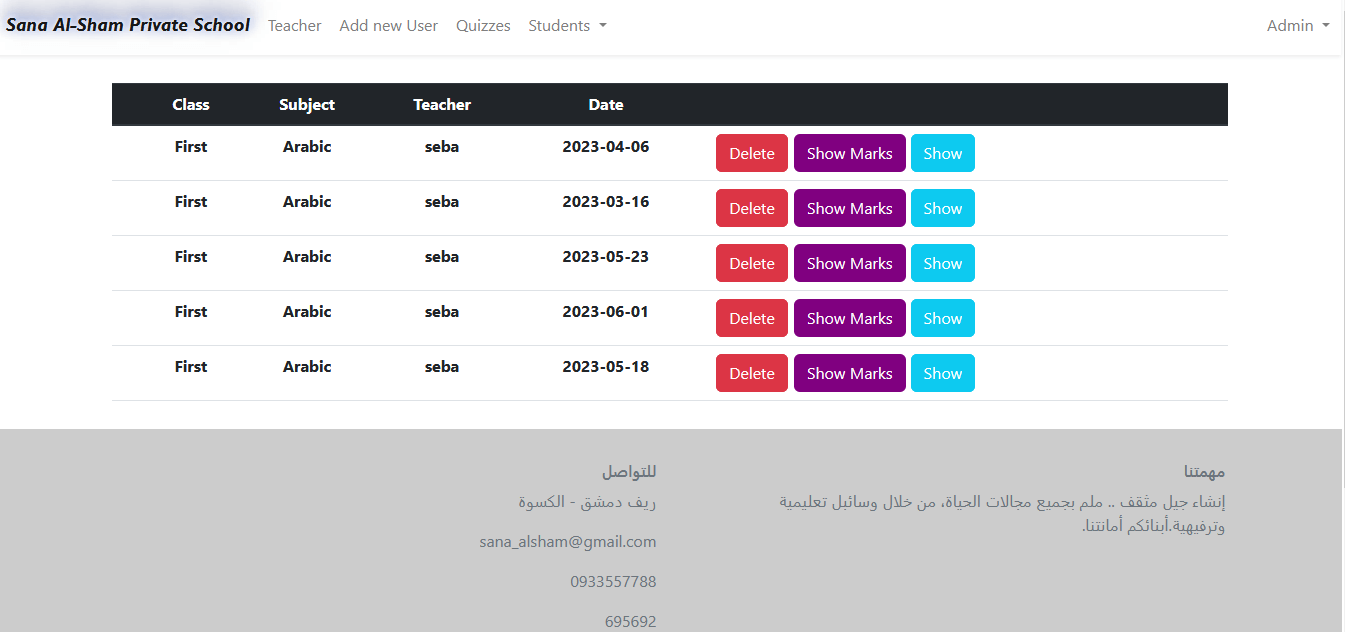 Sana Al-Sham Private School Teacher Add new User Quizzes Students Admin
Class Subject Teacher Date
First Arabic seba 2023-04-06 Delete Show Marks Show
First Arabic seba 2023-03-16 Delete Show Marks Show
First Arabic seba 2023-05-23 Delete Show Marks Show
First Arabic seba 2023-06-01 Delete Show Marks Show
First Arabic seba 2023-05-18 Delete Show Marks Show
مهمتنا
إنشاء جيل مثقف .. ملم بجميع مجالات الحياة، من خلال وسائبل تعليمية
وترفيهية.أبنائكم أمانتنا.
للتواصل
ريف دمشق - الكسوة
sana_alsham@gmail.com
0933557788
695692